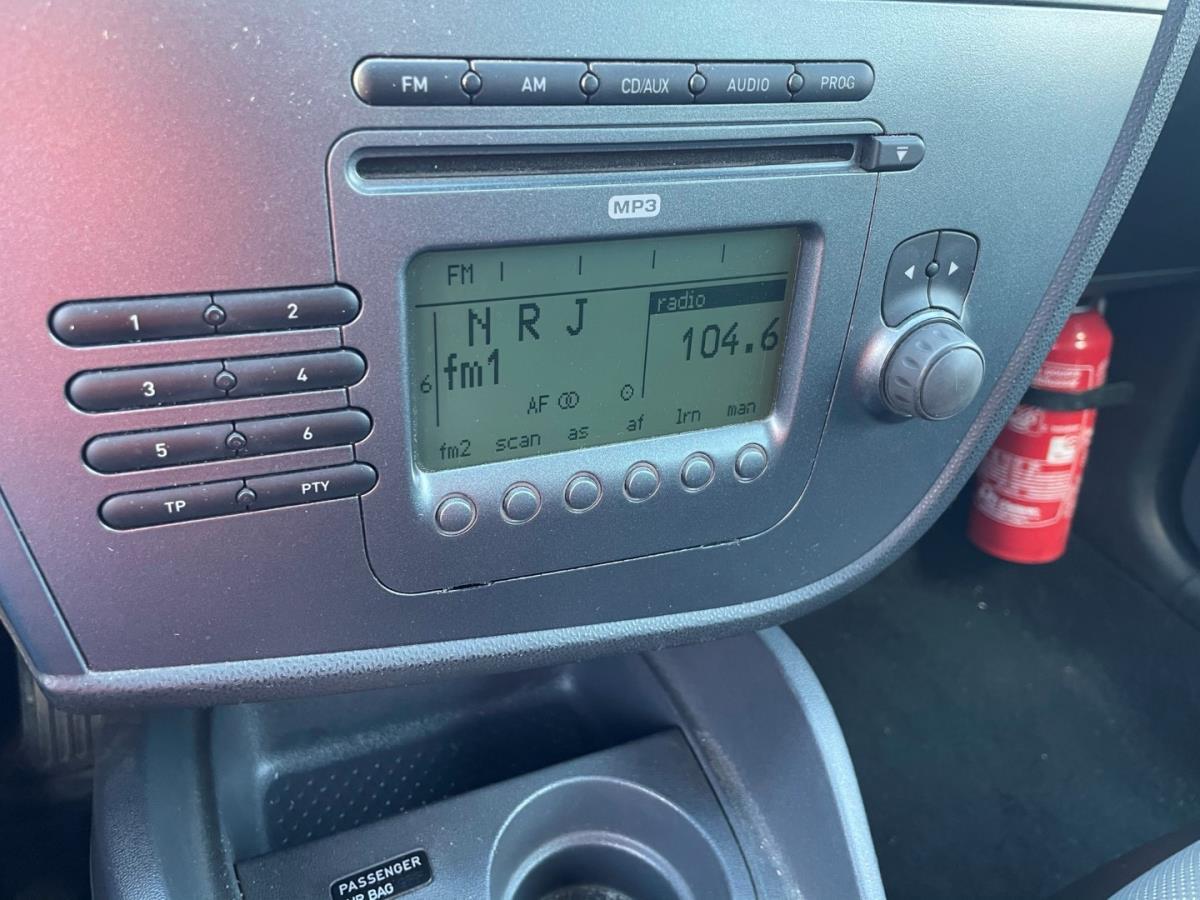 FM AM CD/AUX AUDIO PROG
MP3
FM
radio
N R J
104.6
6 fm1
AF
fm2 scan as af lrn man
1 2
3 4
5 6
TP PTY
PASSENGER